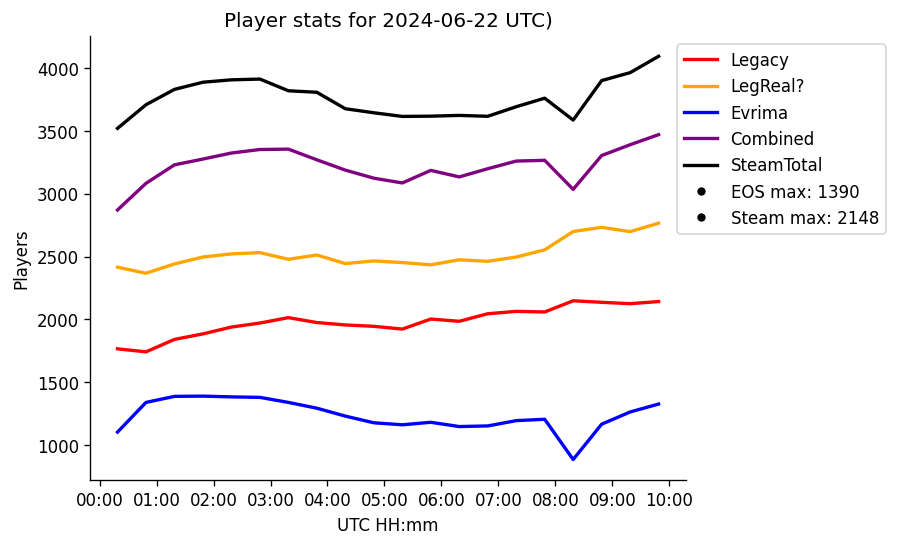 Player stats for 2024-06-22 UTC)
Legacy
LegReal?
Evrima
Combined
SteamTotal
EOS max: 1390
Steam max: 2148
Players
4000
3500
3000
2500
2000
1500
1000
00:00 01:00 02:00 03:00 04:00 05:00 06:00 07:00 08:00 09:00 10:00
UTC HH:mm